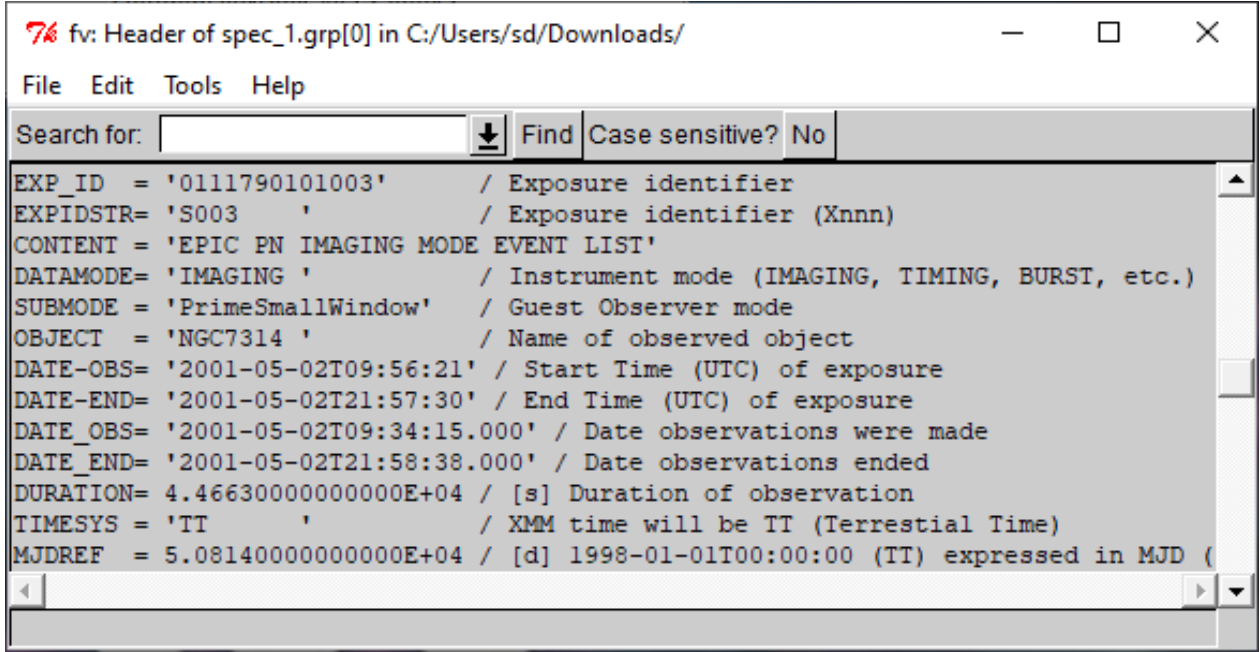 fv: Header of spec_1.grp[0] in C:/Users/sd/Downloads/
File Edit Tools Help
Search for: Find Case sensitive? No
EXP_ID  = '0111790101003'      / Exposure identifier
EXPIDSTR= 'S003    '           / Exposure identifier (Xnnn)
CONTENT = 'EPIC PN IMAGING MODE EVENT LIST'
DATAMODE= 'IMAGING '           / Instrument mode (IMAGING, TIMING, BURST, etc.)
SUBMODE = 'PrimeSmallWindow'   / Guest Observer mode
OBJECT  = 'NGC7314 '           / Name of observed object
DATE-OBS= '2001-05-02T09:56:21' / Start Time (UTC) of exposure
DATE-END= '2001-05-02T21:57:30' / End Time (UTC) of exposure
DATE_OBS= '2001-05-02T09:34:15.000' / Date observations were made
DATE_END= '2001-05-02T21:58:38.000' / Date observations ended
DURATION= 4.46630000000000E+04 / [s] Duration of observation
TIMESYS = 'TT      '           / XMM time will be TT (Terrestial Time)
MJDREF  = 5.08140000000000E+04 / [d] 1998-01-01T00:00:00 (TT) expressed in MJD (